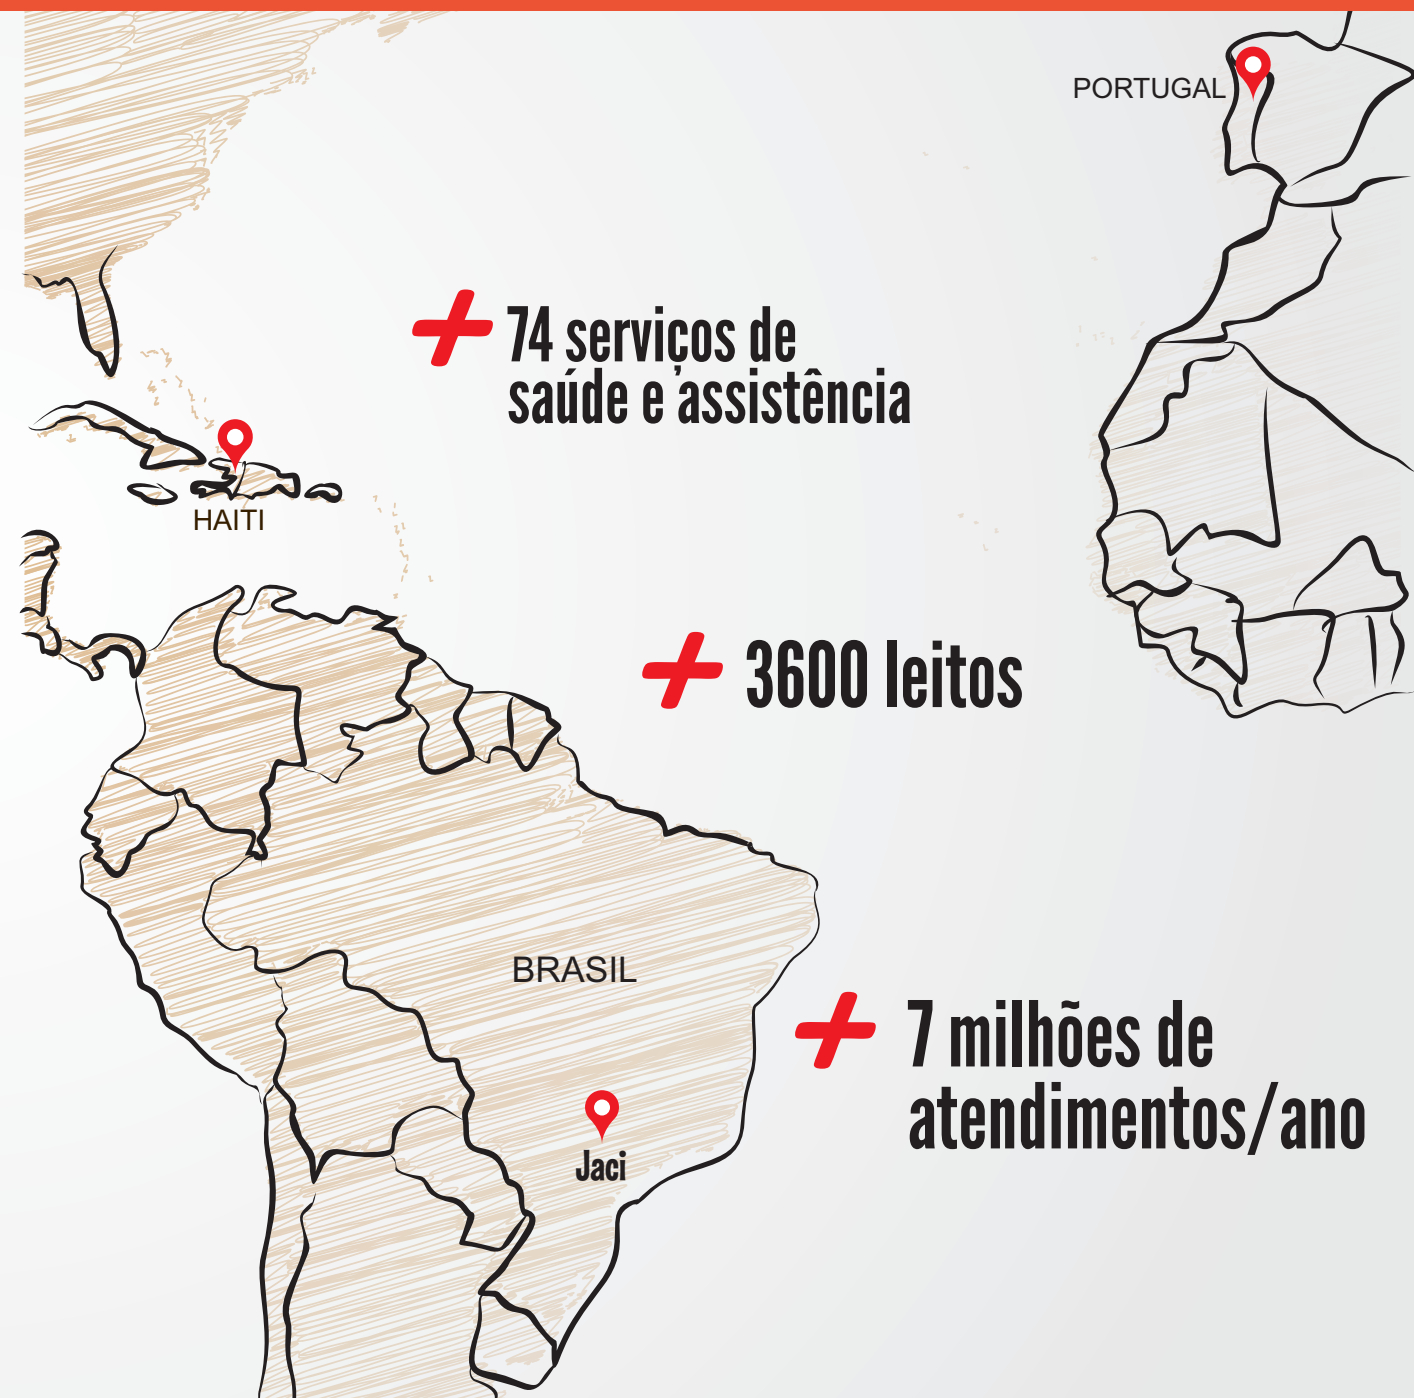 PORTUGAL
+ 74 serviços de
saúde e assistência
HAITI
+ 3600 leitos
BRASIL
+ 7 milhões de
atendimentos/ano
Jaci